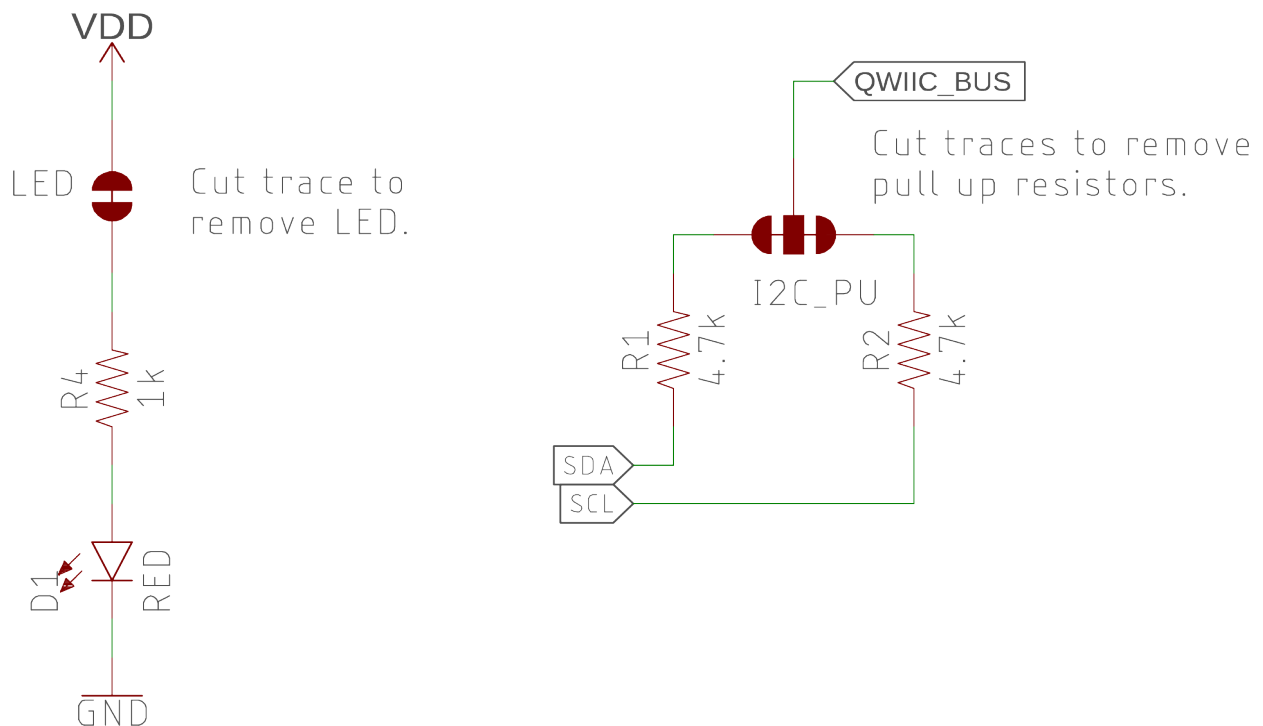 VDD
LED
Cut trace to
remove LED.
R4
1k
D1
RED
GND
QWIIC_BUS
Cut traces to remove
pull up resistors.
I2C_PU
R1
4.7k
R2
4.7k
SDA
SCL